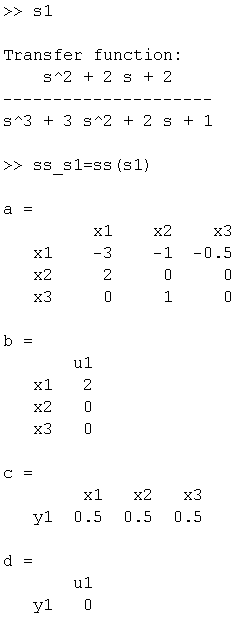 >> s1
Transfer function:
s^2 + 2 s + 2
---------------------
s^3 + 3 s^2 + 2 s + 1
>> ss_s1=ss(s1)
a =
x1 x2 x3
x1 -3 -1 -0.5
x2 2 0 0
x3 0 1 0
b =
u1
x1 2
x2 0
x3 0
c =
x1 x2 x3
y1 0.5 0.5 0.5
d =
u1
y1 0